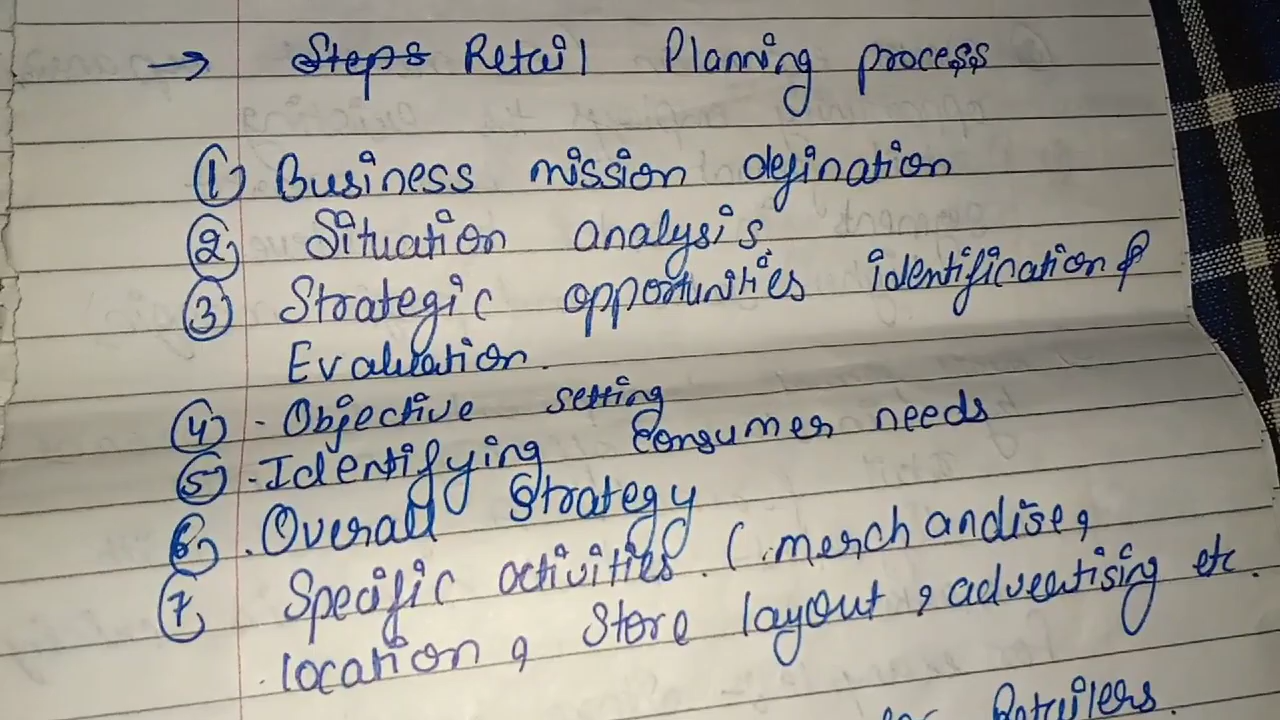 → Steps Retail Planning process
① Business mission defination
② Situation analysis
③ Strategic opportunities identification &
Evaluation.
④ - Objective setting
⑤ - Identifying consumer needs
⑥ . Overall Strategy
⑦ Specific activities. (merchandise,
location, Store layout, advertising etc.
Retailers.